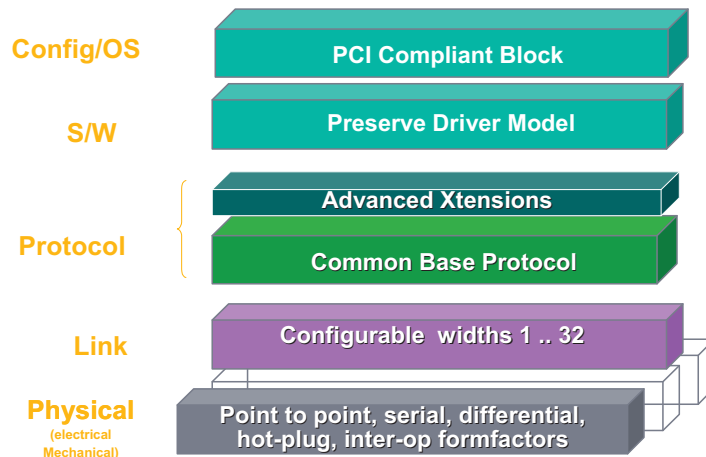 Config/OS
PCI Compliant Block
S/W
Preserve Driver Model
Advanced Xtensions
Protocol
Common Base Protocol
Link
Configurable widths 1 .. 32
Physical
(electrical
Mechanical)
Point to point, serial, differential,
hot-plug, inter-op formfactors